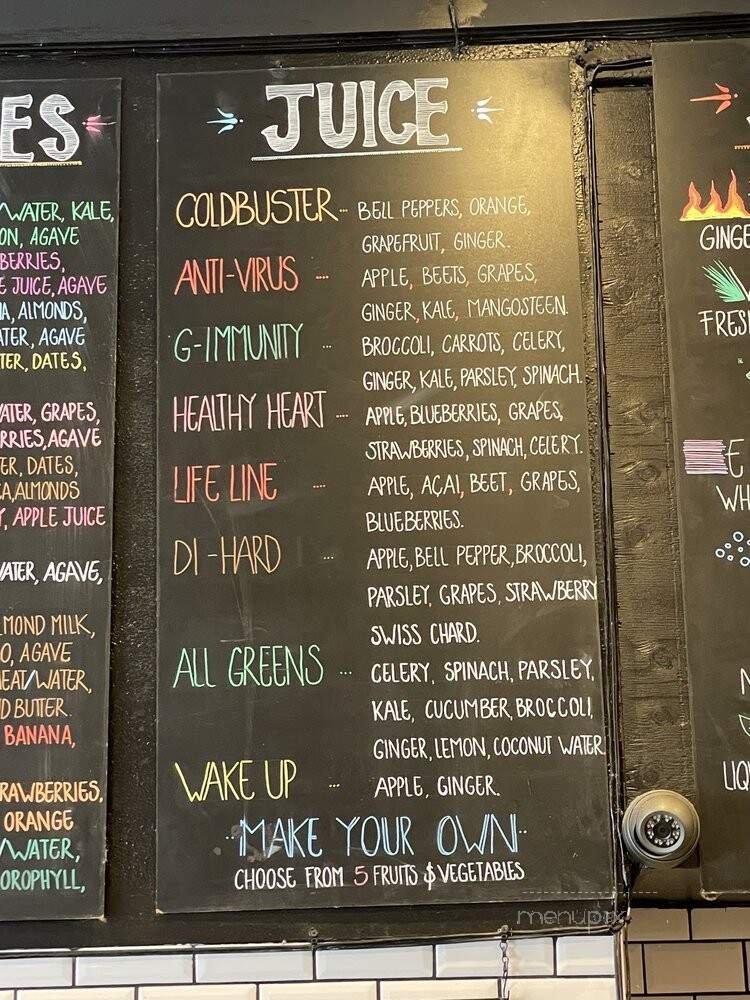 ES
/WATER, KALE,
ON, AGAVE
BERRIES,
E JUICE, AGAVE
A, ALMONDS,
ATER, AGAVE
TER, DATES,
WATER, GRAPES,
RRIES, AGAVE
ER, DATES,
CA, ALMONDS
Y, APPLE JUICE
WATER, AGAVE,
LMOND MILK,
O, AGAVE
EAT/WATER,
ND BUTTER.
BANANA,
RAWBERRIES,
ORANGE
/WATER,
OROPHYLL,
JUICE
COLDBUSTER... BELL PEPPERS, ORANGE,
GRAPEFRUIT, GINGER.
ANTI-VIRUS ... APPLE, BEETS, GRAPES,
GINGER, KALE, MANGOSTEEN.
G-IMMUNITY ... BROCCOLI, CARROTS, CELERY,
GINGER, KALE, PARSLEY, SPINACH.
HEALTHY HEART .... APPLE, BLUEBERRIES, GRAPES,
STRAWBERRIES, SPINACH, CELERY.
LIFE LINE ... APPLE, AÇAI, BEET, GRAPES,
BLUEBERRIES.
DI-HARD ... APPLE, BELL PEPPER, BROCCOLI,
PARSLEY, GRAPES, STRAWBERRY
SWISS CHARD.
ALL GREENS ... CELERY, SPINACH, PARSLEY,
KALE, CUCUMBER, BROCCOLI,
GINGER, LEMON, COCONUT WATER.
WAKE UP ... APPLE, GINGER.
MAKE YOUR OWN
CHOOSE FROM 5 FRUITS & VEGETABLES
GINGE
FRES
E
WH
LIQ
menupix